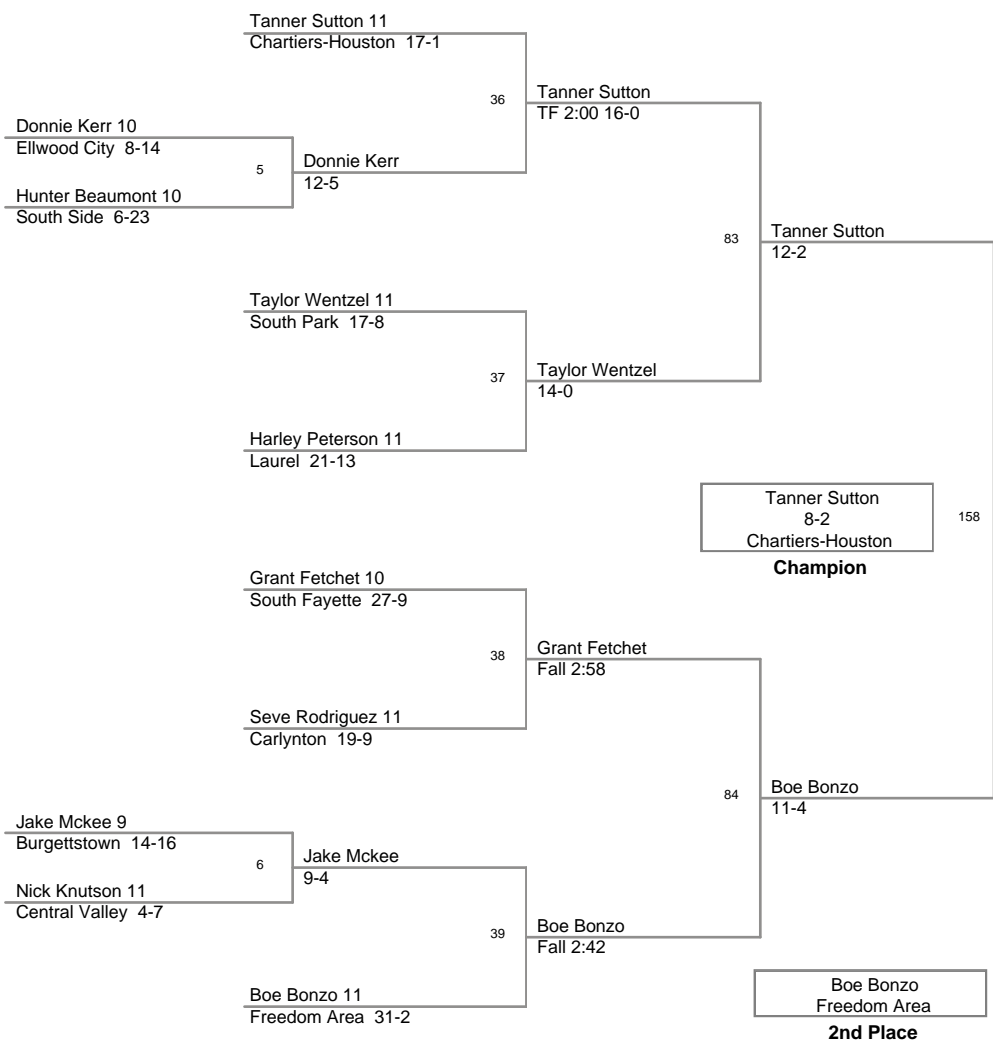 Tanner Sutton 11
Chartiers-Houston 17-1
36
Tanner Sutton
TF 2:00 16-0
Donnie Kerr 10
Ellwood City 8-14
5
Donnie Kerr
12-5
Hunter Beaumont 10
South Side 6-23
83
Tanner Sutton
12-2
Taylor Wentzel 11
South Park 17-8
37
Taylor Wentzel
14-0
Harley Peterson 11
Laurel 21-13
Tanner Sutton
8-2
Chartiers-Houston
Champion
158
Grant Fetchet 10
South Fayette 27-9
38
Grant Fetchet
Fall 2:58
Seve Rodriguez 11
Carlynton 19-9
84
Boe Bonzo
11-4
Jake Mckee 9
Burgettstown 14-16
6
Jake Mckee
9-4
Nick Knutson 11
Central Valley 4-7
39
Boe Bonzo
Fall 2:42
Boe Bonzo 11
Freedom Area 31-2
Boe Bonzo
Freedom Area
2nd Place